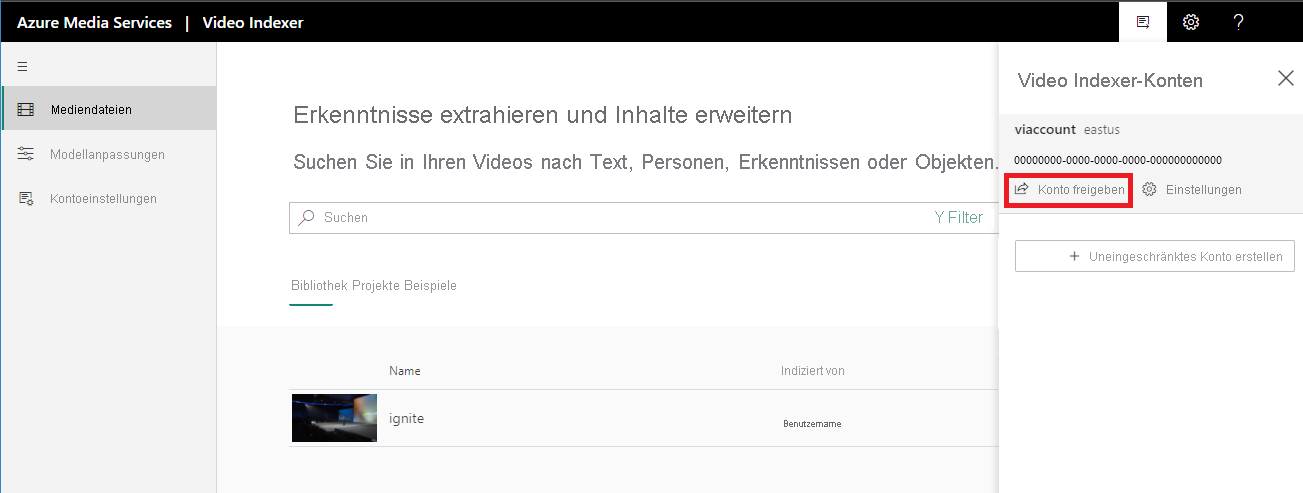 Azure Media Services | Video Indexer
?
Mediendateien
Modellanpassungen
Kontoeinstellungen
Erkenntnisse extrahieren und Inhalte erweitern
Suchen Sie in Ihren Videos nach Text, Personen, Erkenntnissen oder Objekten.
Suchen
Y Filter
Bibliothek Projekte Beispiele
Name Indiziert von
ignite Benutzername
Video Indexer-Konten
viaccount eastus
00000000-0000-0000-0000-000000000000
Konto freigeben Einstellungen
+ Uneingeschränktes Konto erstellen